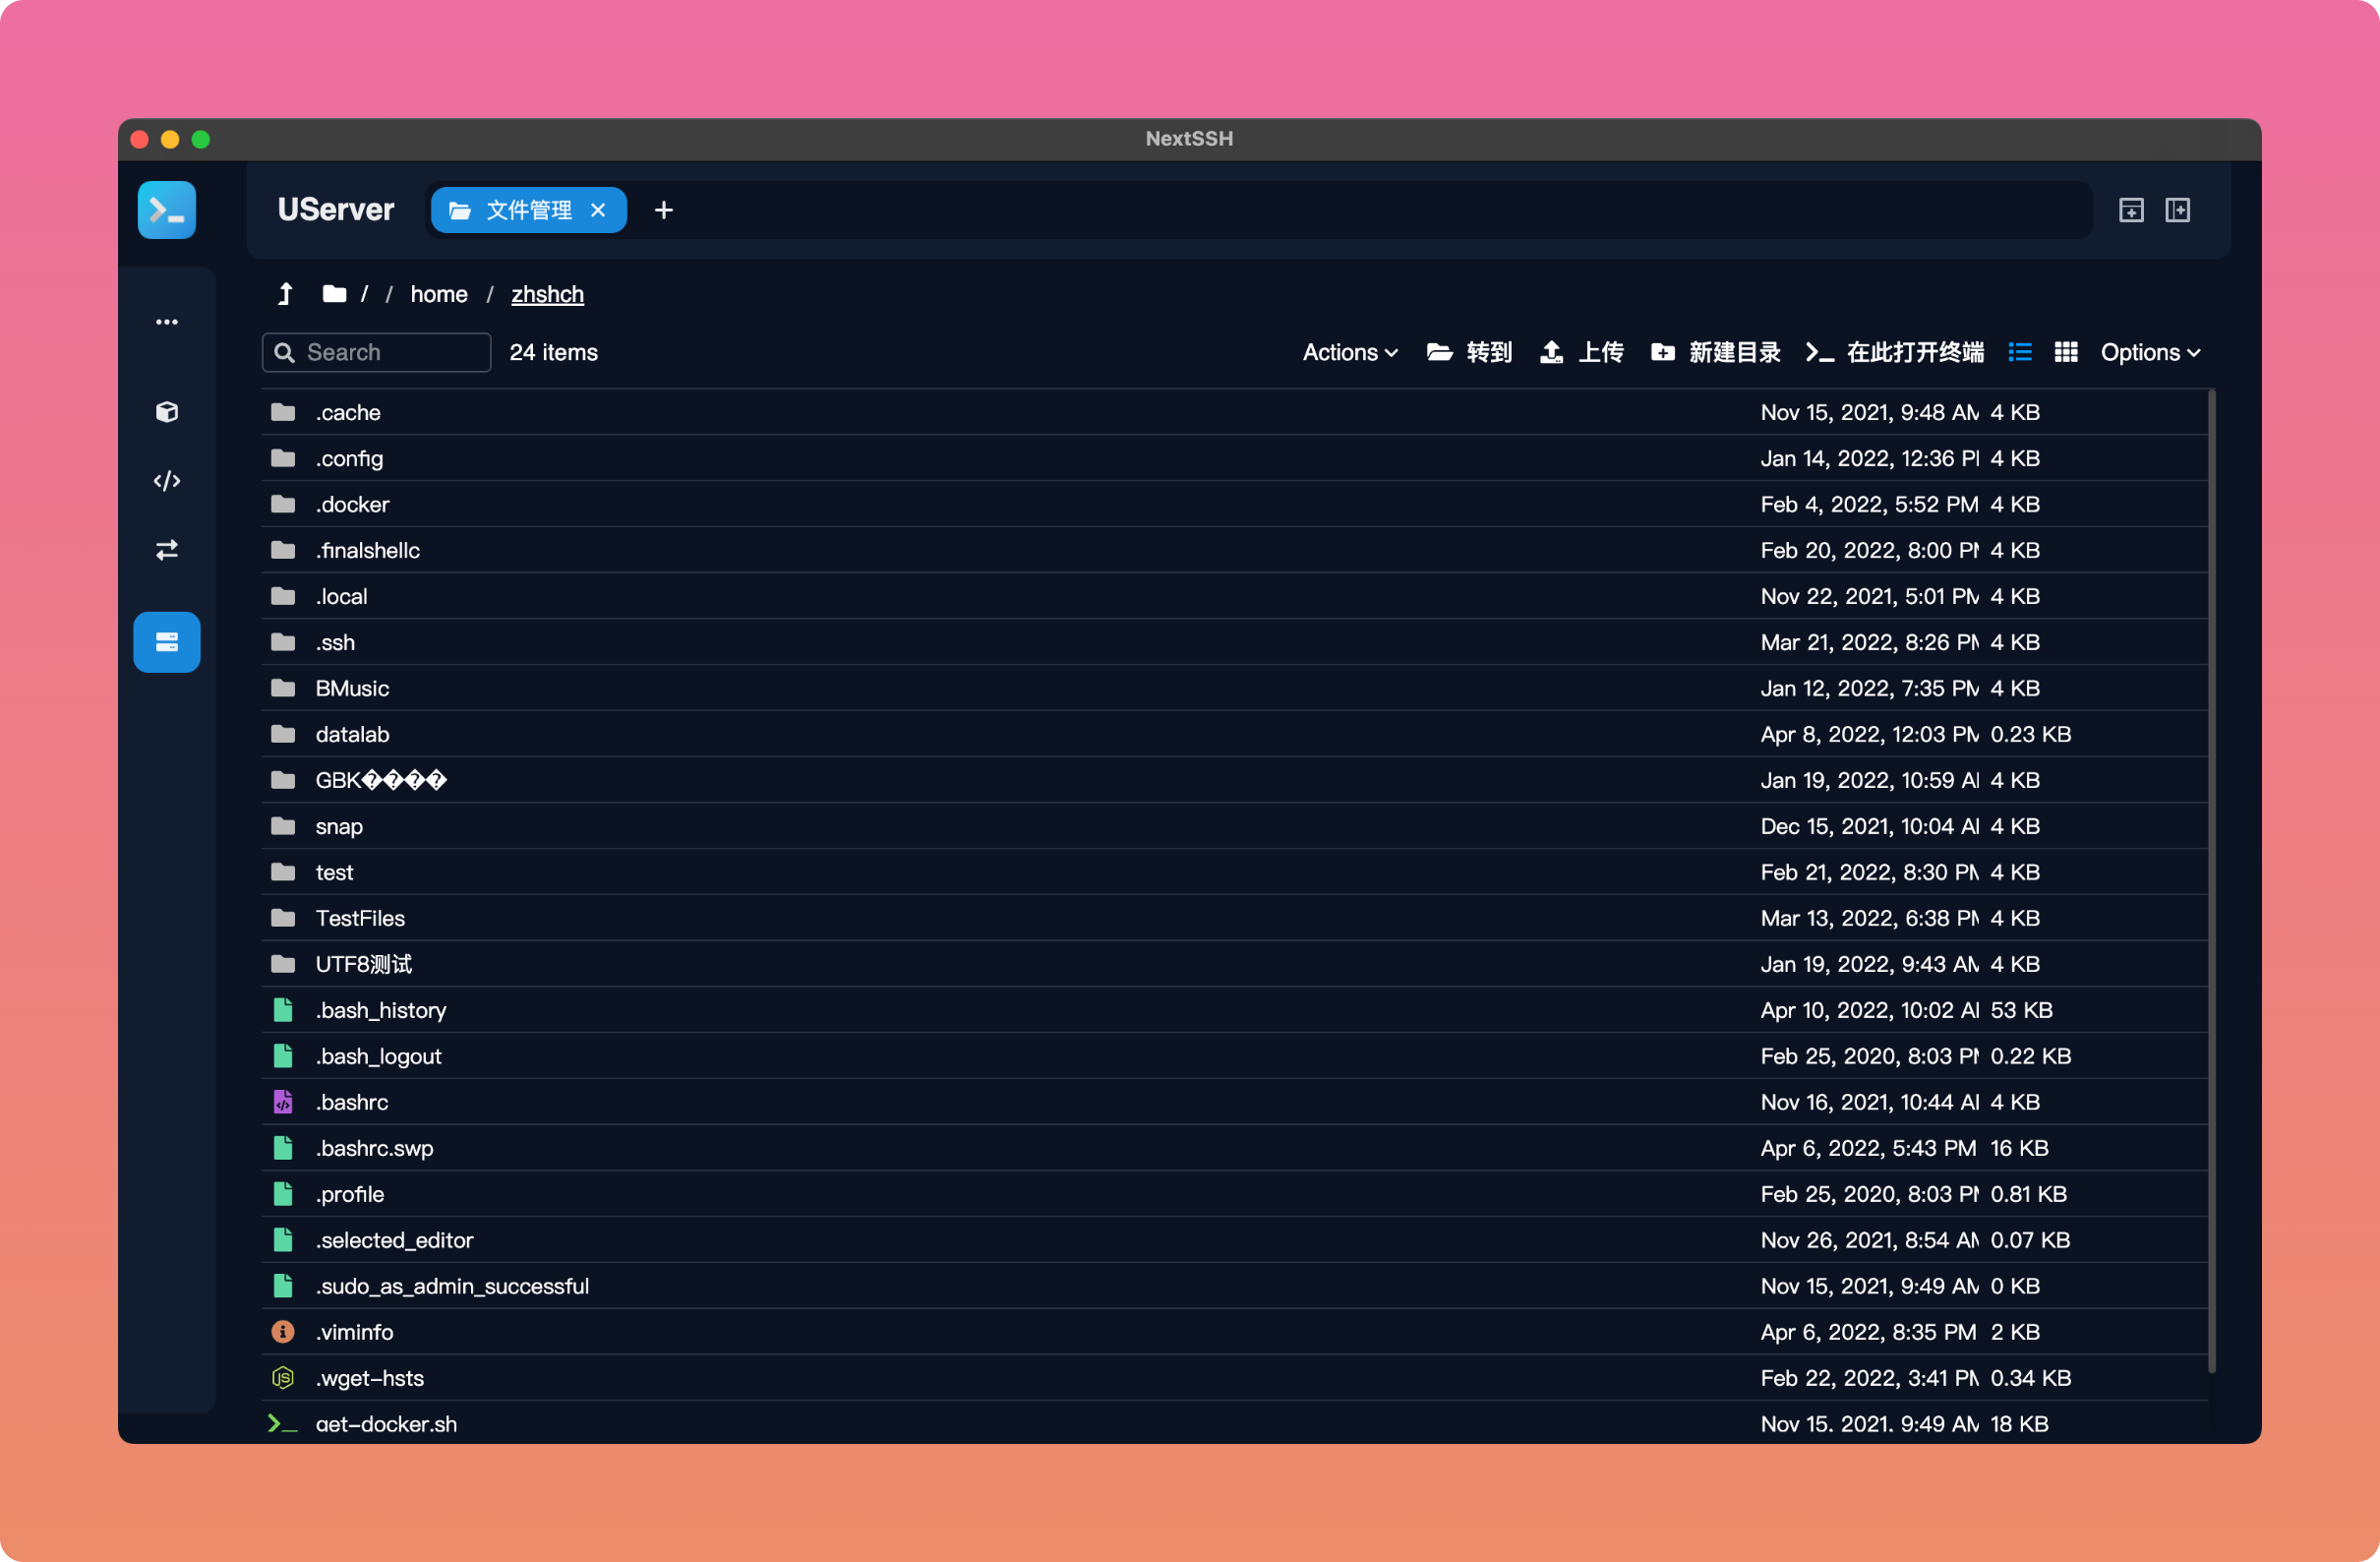 NextSSH
UServer 文件管理
/ / home / zhshch
Search 24 items Actions 转到 上传 新建目录 在此打开终端 Options
.cache Nov 15, 2021, 9:48 AM 4 KB
.config Jan 14, 2022, 12:36 PM 4 KB
.docker Feb 4, 2022, 5:52 PM 4 KB
.finalshellc Feb 20, 2022, 8:00 PM 4 KB
.local Nov 22, 2021, 5:01 PM 4 KB
.ssh Mar 21, 2022, 8:26 PM 4 KB
BMusic Jan 12, 2022, 7:35 PM 4 KB
datalab Apr 8, 2022, 12:03 PM 0.23 KB
GBK���� Jan 19, 2022, 10:59 AM 4 KB
snap Dec 15, 2021, 10:04 AM 4 KB
test Feb 21, 2022, 8:30 PM 4 KB
TestFiles Mar 13, 2022, 6:38 PM 4 KB
UTF8测试 Jan 19, 2022, 9:43 AM 4 KB
.bash_history Apr 10, 2022, 10:02 AM 53 KB
.bash_logout Feb 25, 2020, 8:03 PM 0.22 KB
.bashrc Nov 16, 2021, 10:44 AM 4 KB
.bashrc.swp Apr 6, 2022, 5:43 PM 16 KB
.profile Feb 25, 2020, 8:03 PM 0.81 KB
.selected_editor Nov 26, 2021, 8:54 AM 0.07 KB
.sudo_as_admin_successful Nov 15, 2021, 9:49 AM 0 KB
.viminfo Apr 6, 2022, 8:35 PM 2 KB
.wget-hsts Feb 22, 2022, 3:41 PM 0.34 KB
get-docker.sh Nov 15, 2021, 9:49 AM 18 KB